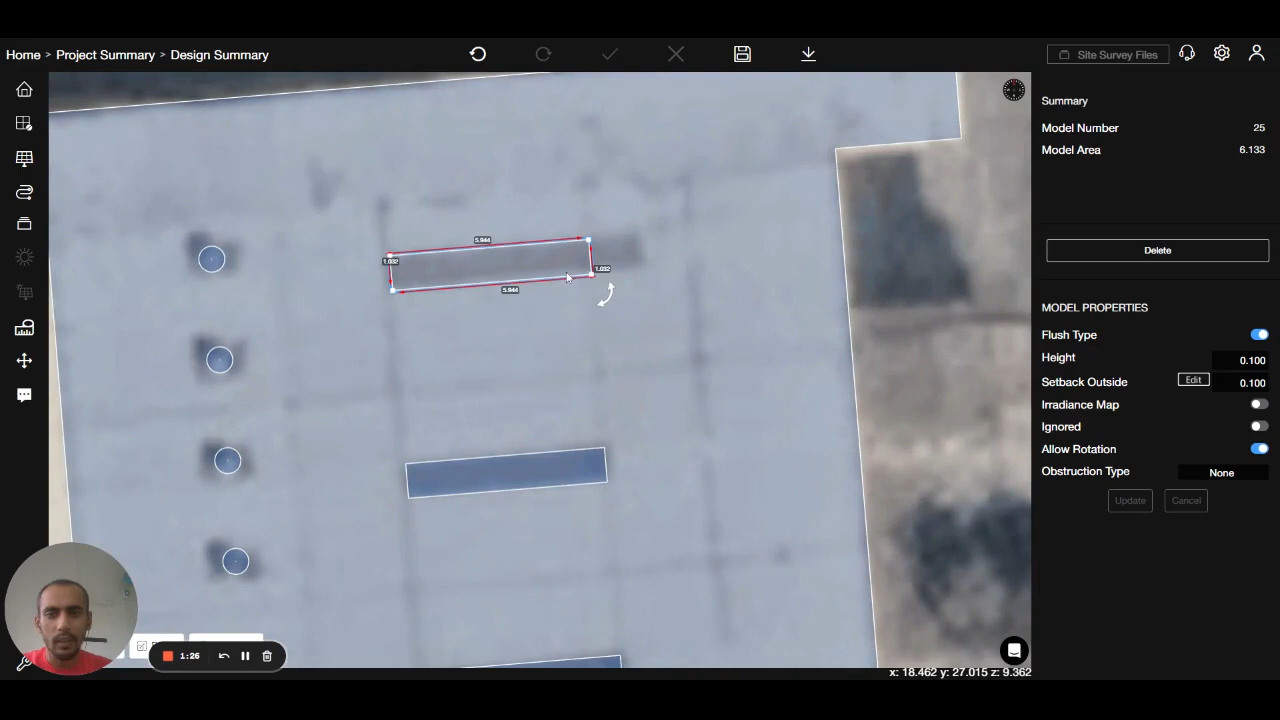 Home > Project Summary > Design Summary
Site Survey Files
Summary
Model Number 25
Model Area 6.133
Delete
MODEL PROPERTIES
Flush Type
Height 0.100
Setback Outside Edit 0.100
Irradiance Map
Ignored
Allow Rotation
Obstruction Type None
Update Cancel
5.944
1.032
1.032
5.944
1:26
x: 18.462 y: 27.015 z: 9.362